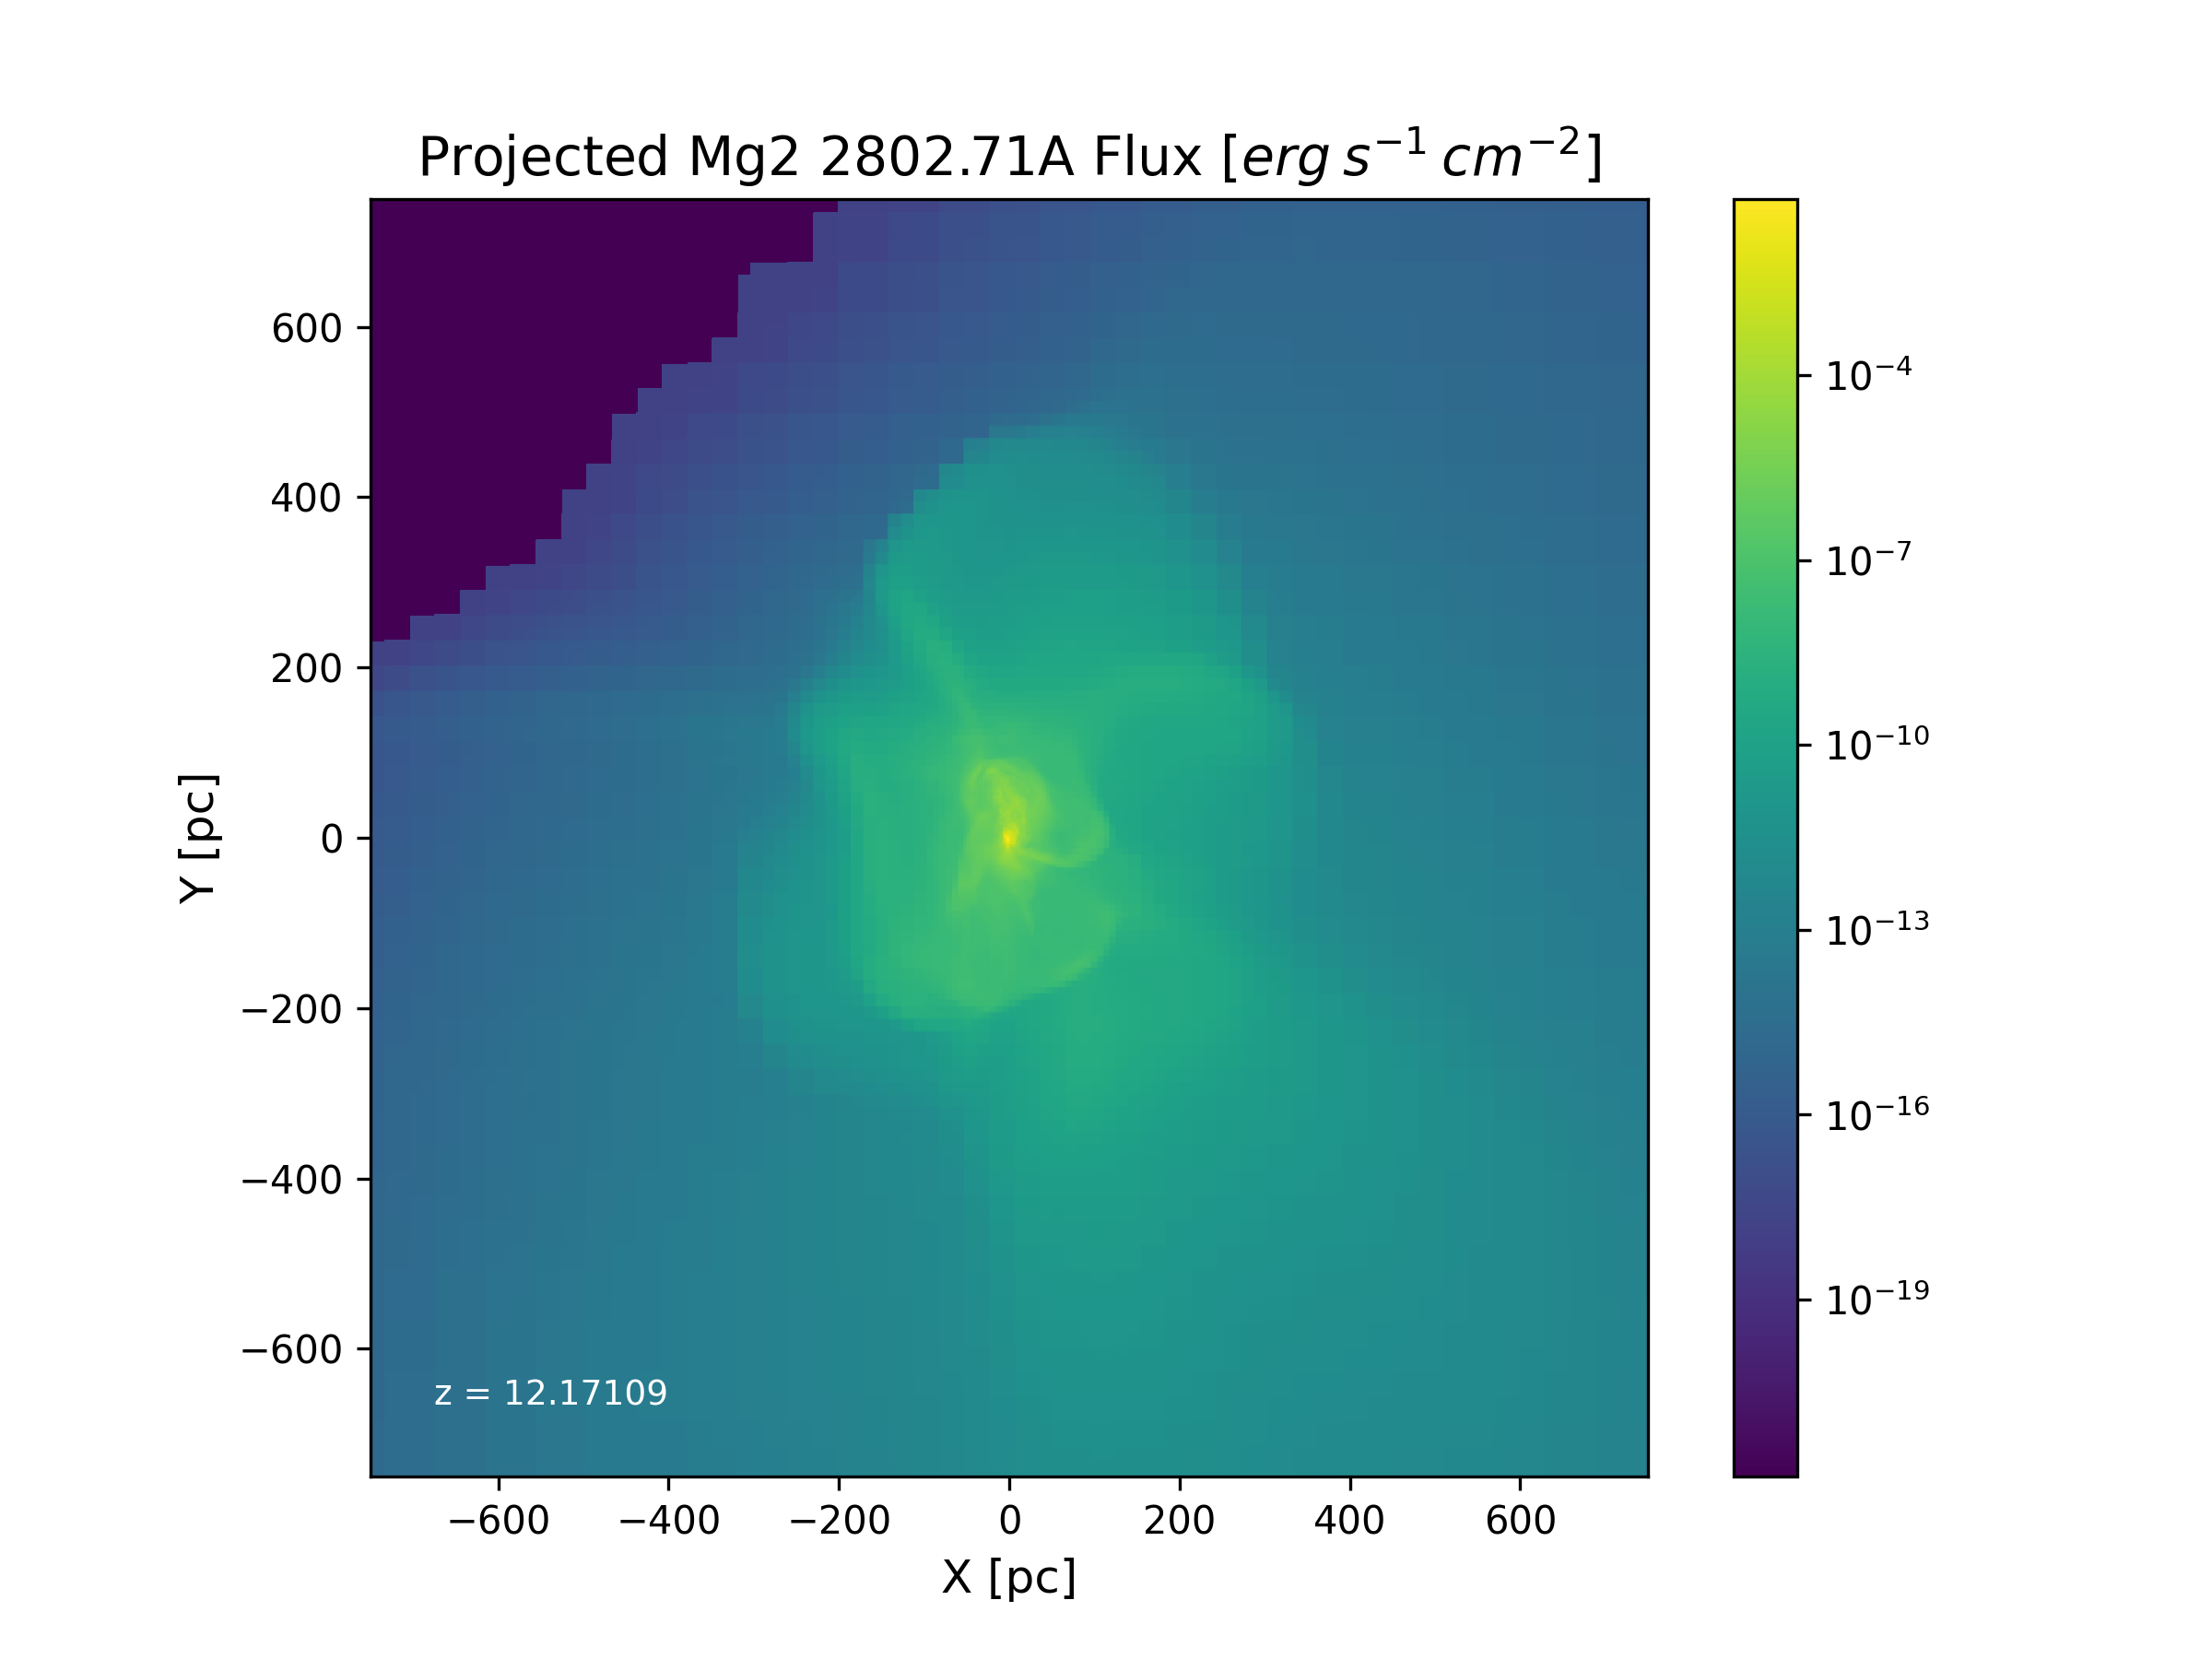 Projected Mg2 2802.71A Flux [erg s⁻¹ cm⁻²]
600
400
200
0
−200
−400
−600
Y [pc]
z = 12.17109
−600 −400 −200 0 200 400 600
X [pc]
10⁻⁴
10⁻⁷
10⁻¹⁰
10⁻¹³
10⁻¹⁶
10⁻¹⁹